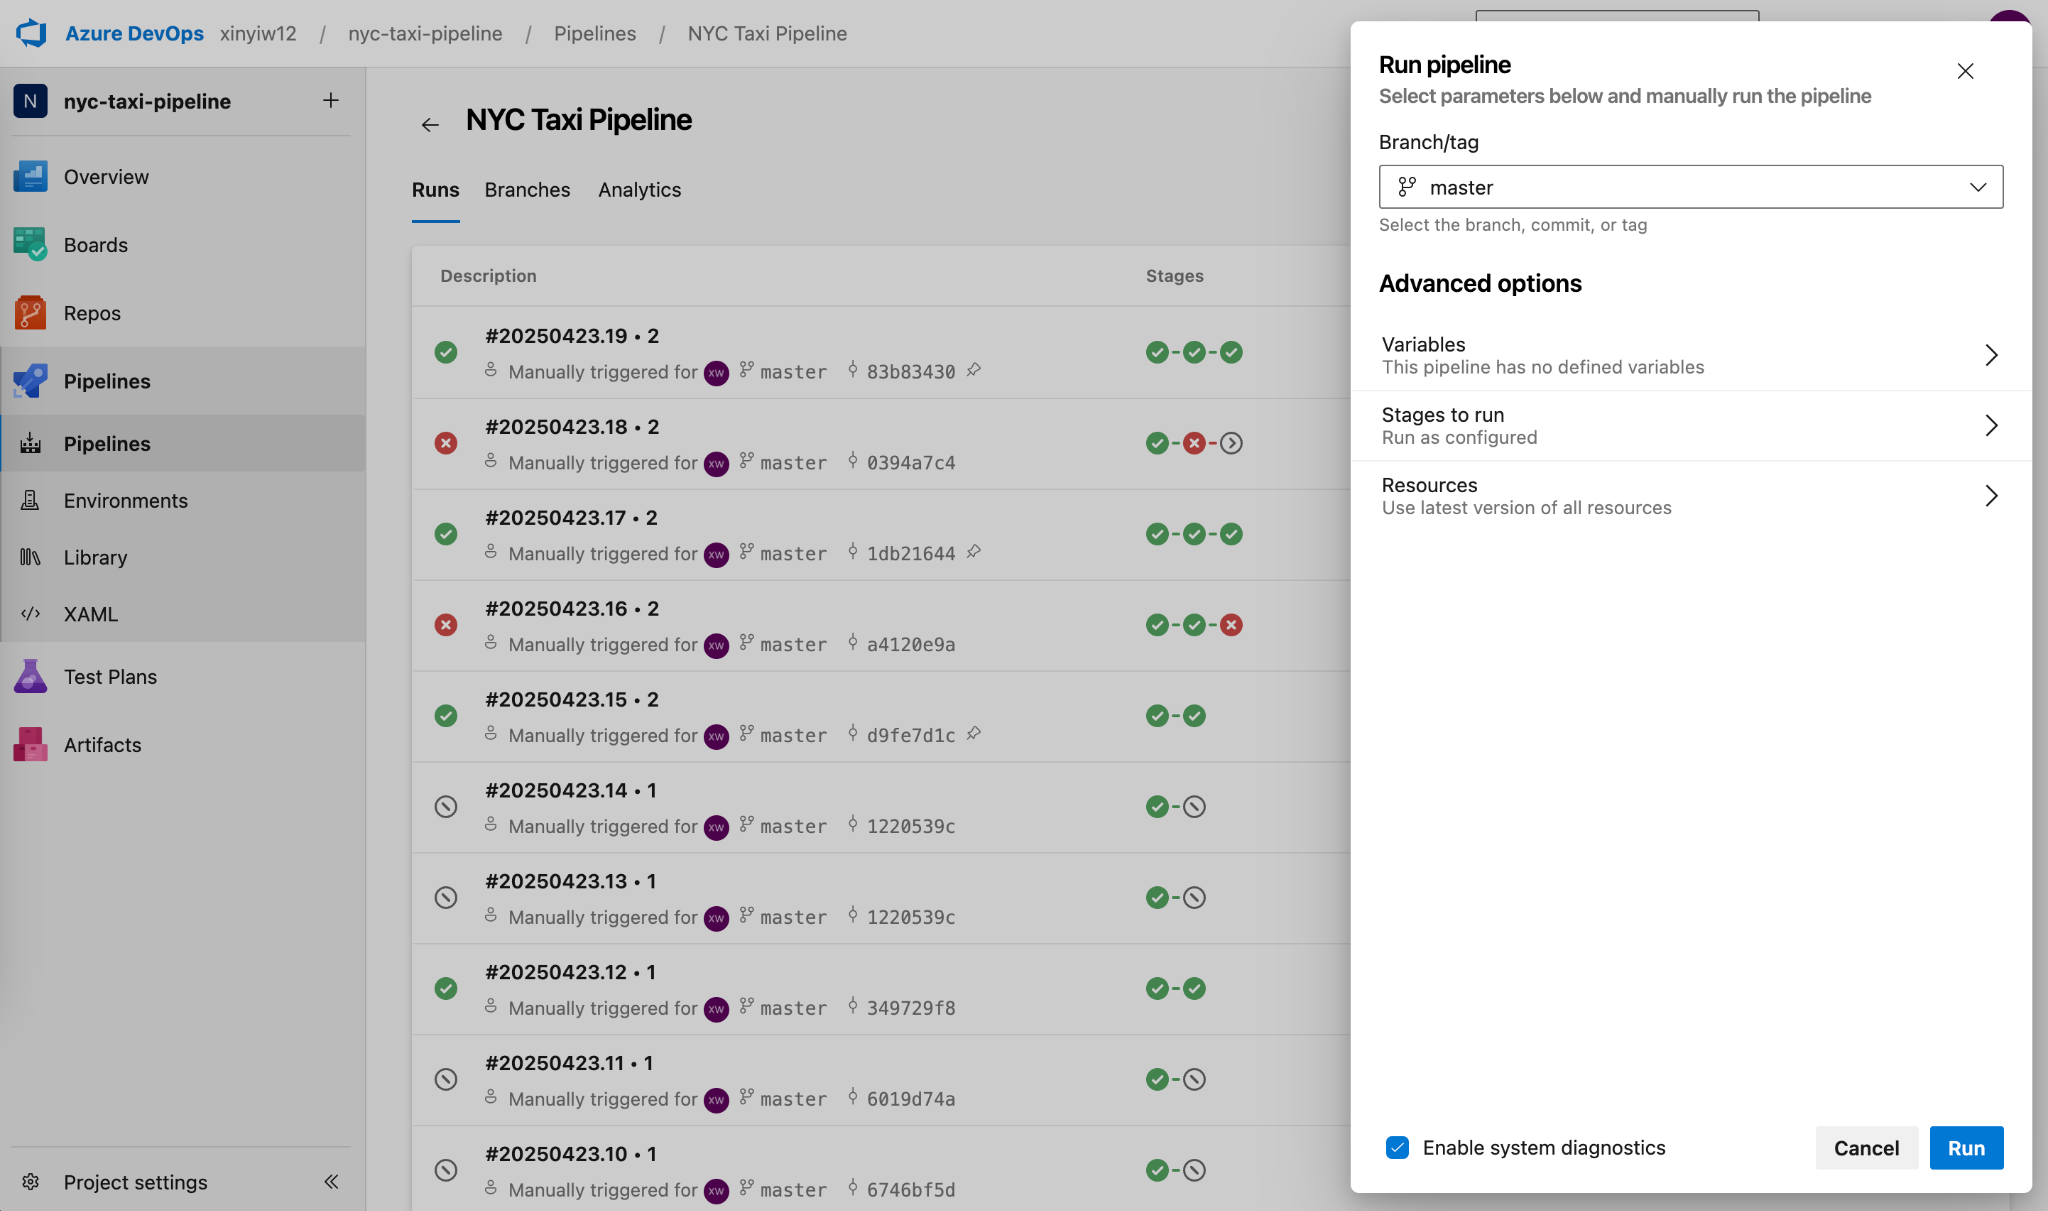 Azure DevOps xinyiw12 / nyc-taxi-pipeline / Pipelines / NYC Taxi Pipeline
N nyc-taxi-pipeline
Overview
Boards
Repos
Pipelines
Pipelines
Environments
Library
XAML
Test Plans
Artifacts
Project settings
NYC Taxi Pipeline
Runs Branches Analytics
Description Stages
#20250423.19 • 2
Manually triggered for XW master 83b83430
#20250423.18 • 2
Manually triggered for XW master 0394a7c4
#20250423.17 • 2
Manually triggered for XW master 1db21644
#20250423.16 • 2
Manually triggered for XW master a4120e9a
#20250423.15 • 2
Manually triggered for XW master d9fe7d1c
#20250423.14 • 1
Manually triggered for XW master 1220539c
#20250423.13 • 1
Manually triggered for XW master 1220539c
#20250423.12 • 1
Manually triggered for XW master 349729f8
#20250423.11 • 1
Manually triggered for XW master 6019d74a
#20250423.10 • 1
Manually triggered for XW master 6746bf5d
Run pipeline
Select parameters below and manually run the pipeline
Branch/tag
master
Select the branch, commit, or tag
Advanced options
Variables
This pipeline has no defined variables
Stages to run
Run as configured
Resources
Use latest version of all resources
Enable system diagnostics
Cancel
Run